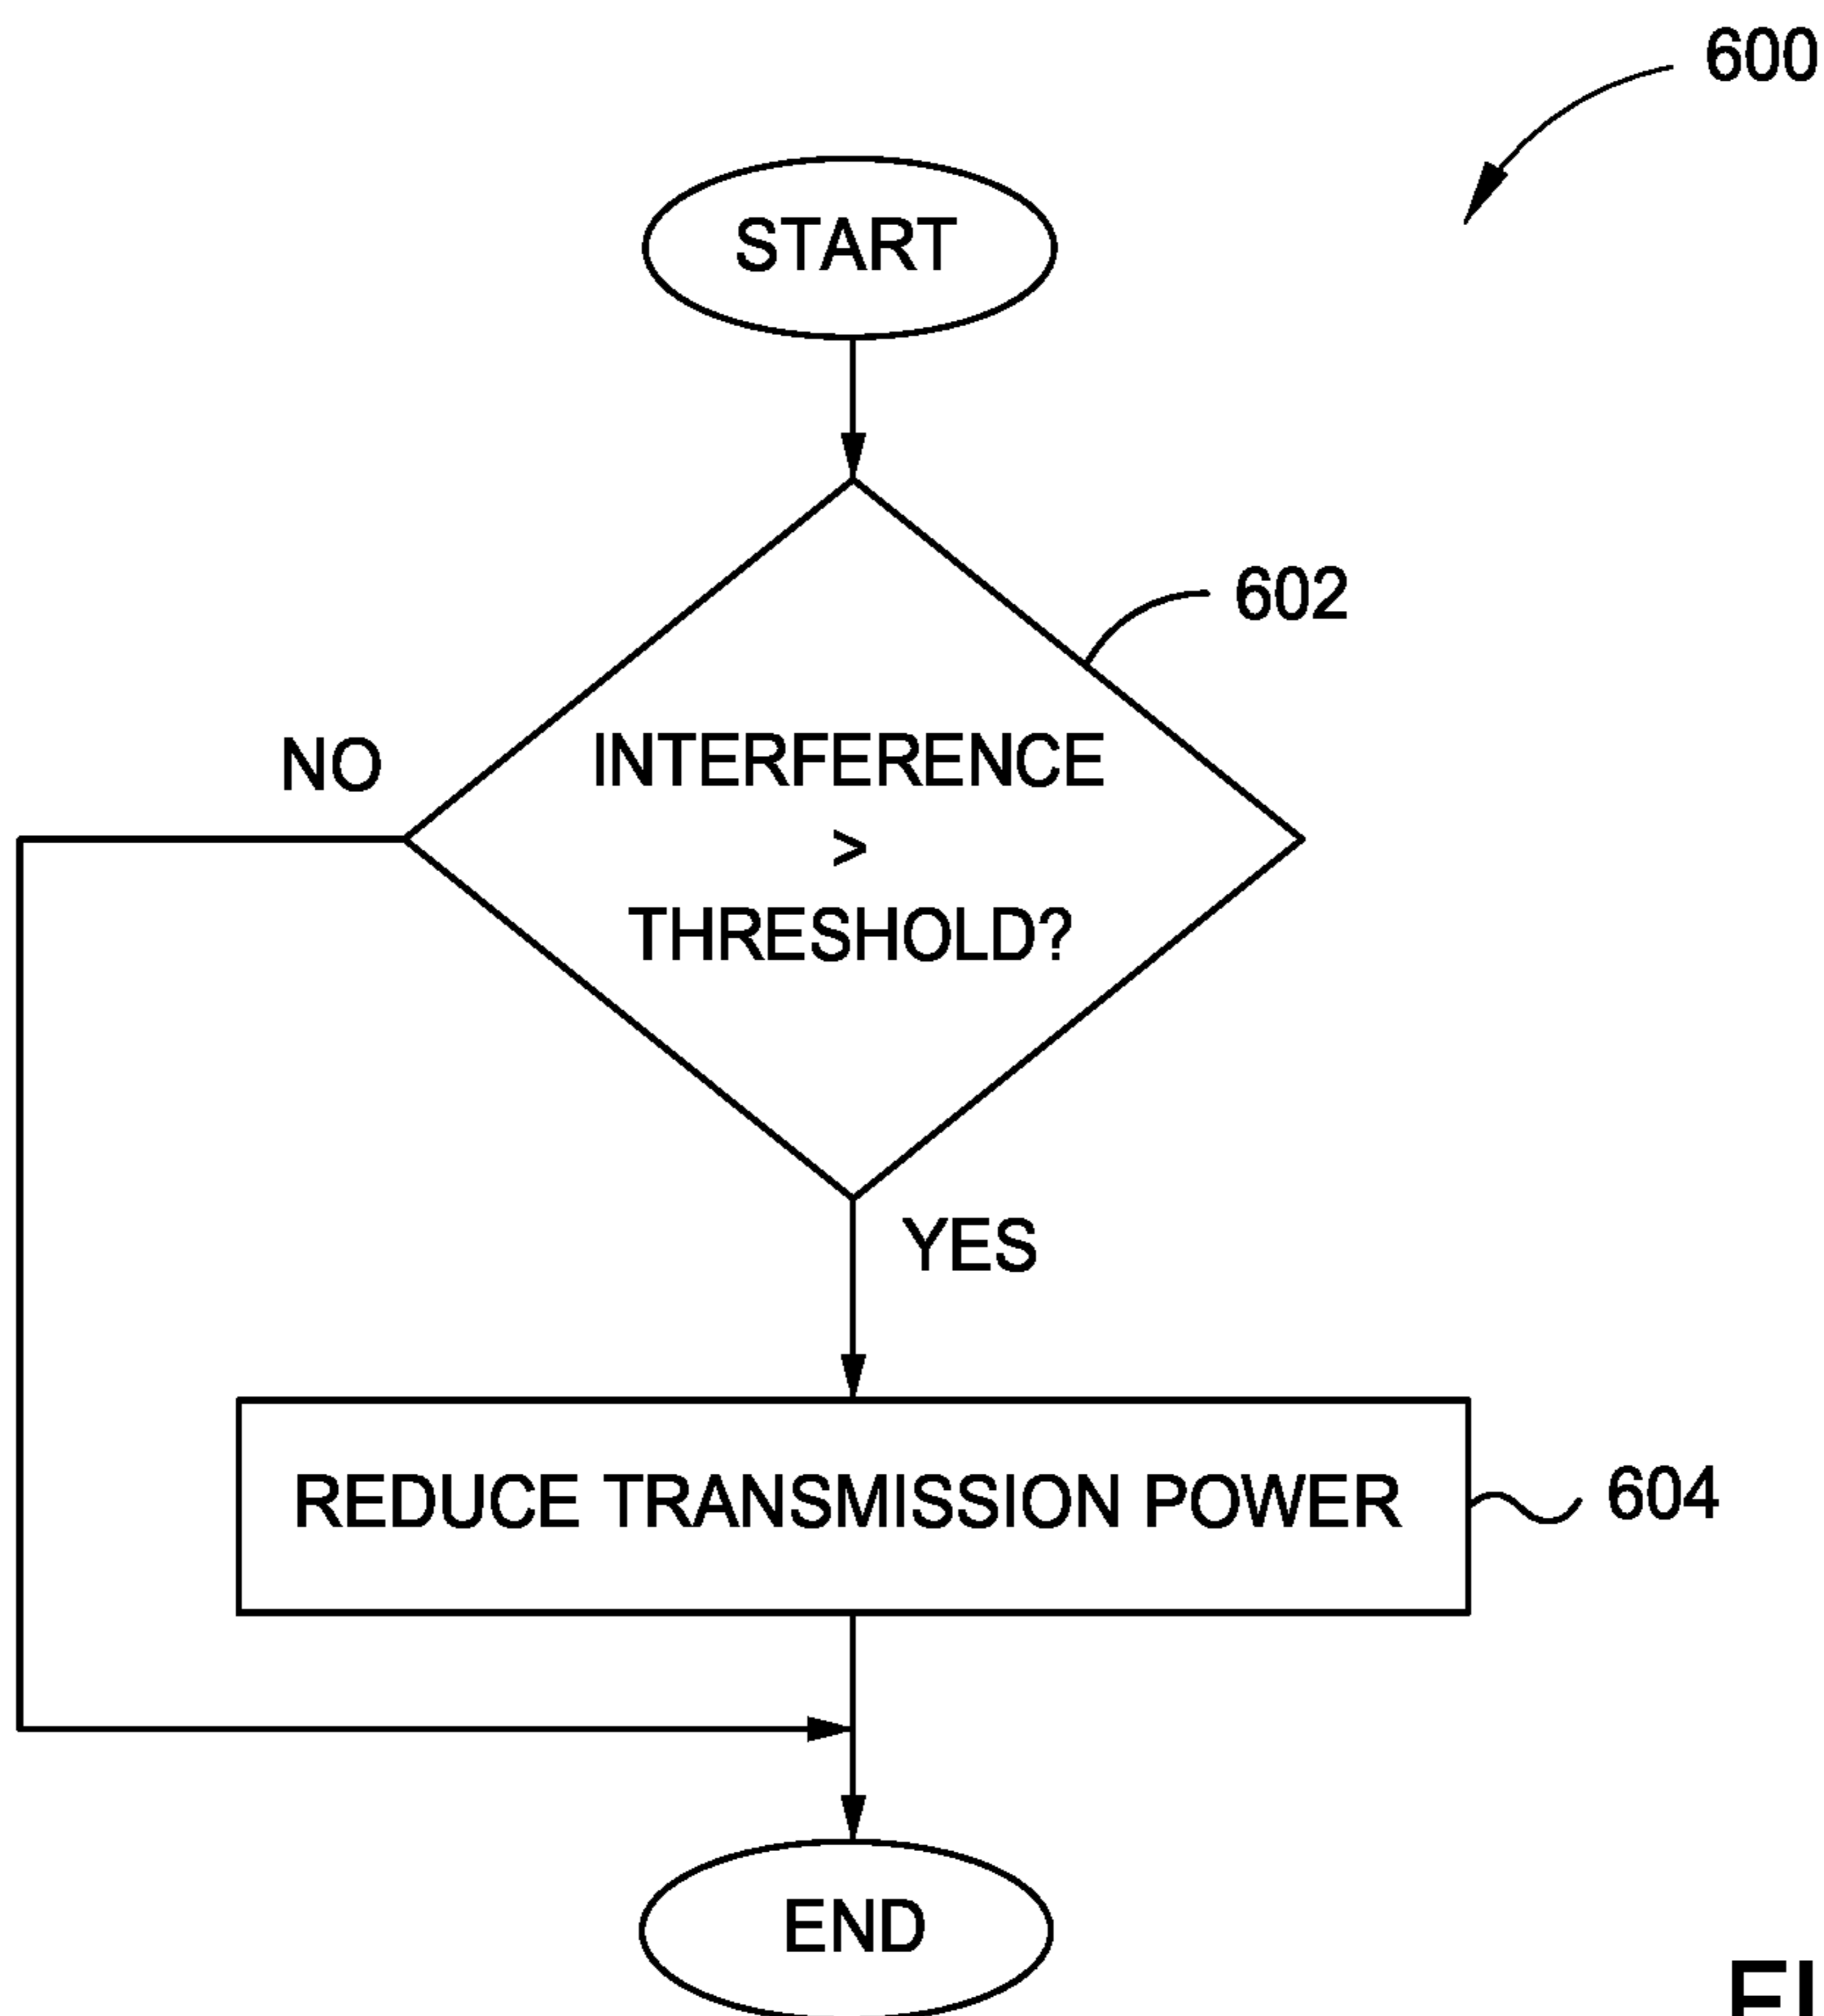 600
START
602
NO
INTERFERENCE
>
THRESHOLD?
YES
REDUCE TRANSMISSION POWER
604
END